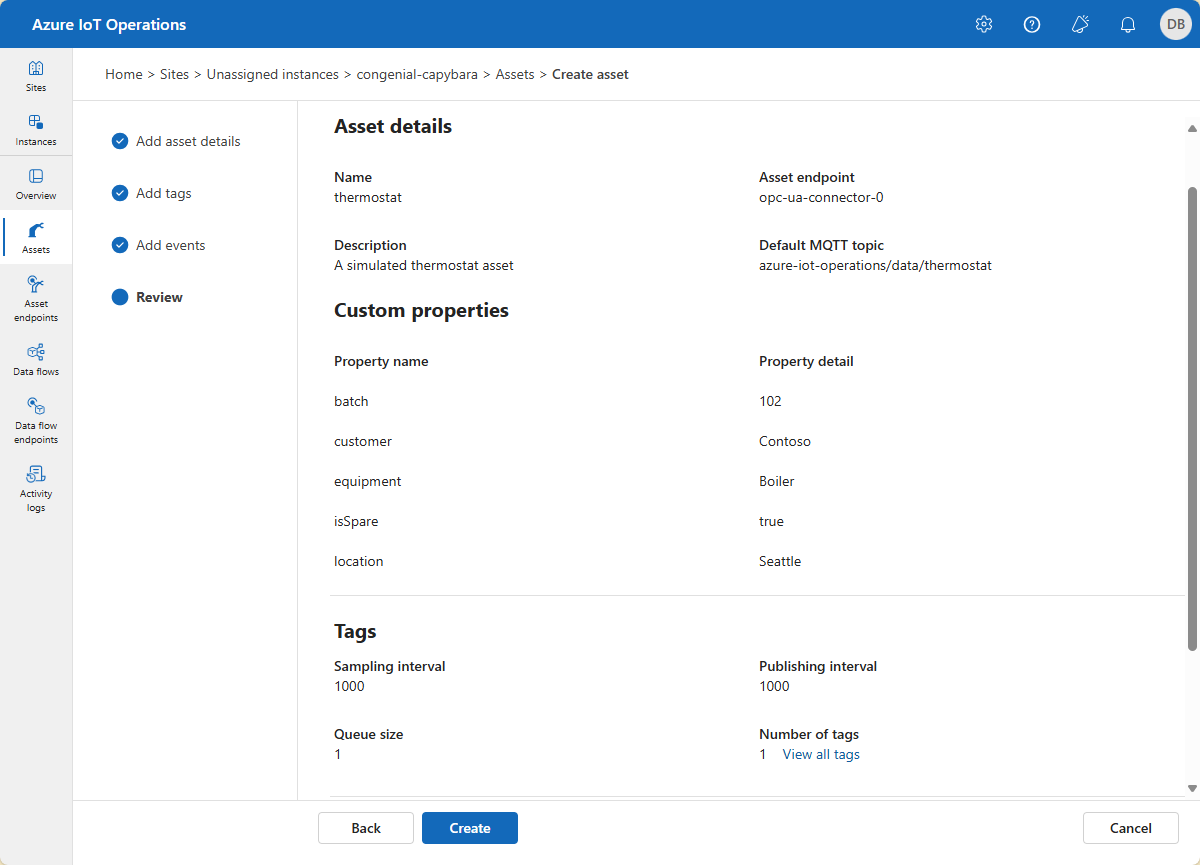 Azure IoT Operations
DB
Sites
Instances
Overview
Assets
Asset
endpoints
Data flows
Data flow
endpoints
Activity
logs
Home > Sites > Unassigned instances > congenial-capybara > Assets > Create asset
Add asset details
Add tags
Add events
Review
Asset details
Name
thermostat
Asset endpoint
opc-ua-connector-0
Description
A simulated thermostat asset
Default MQTT topic
azure-iot-operations/data/thermostat
Custom properties
Property name Property detail
batch 102
customer Contoso
equipment Boiler
isSpare true
location Seattle
Tags
Sampling interval
1000
Publishing interval
1000
Queue size
1
Number of tags
1 View all tags
Back Create Cancel